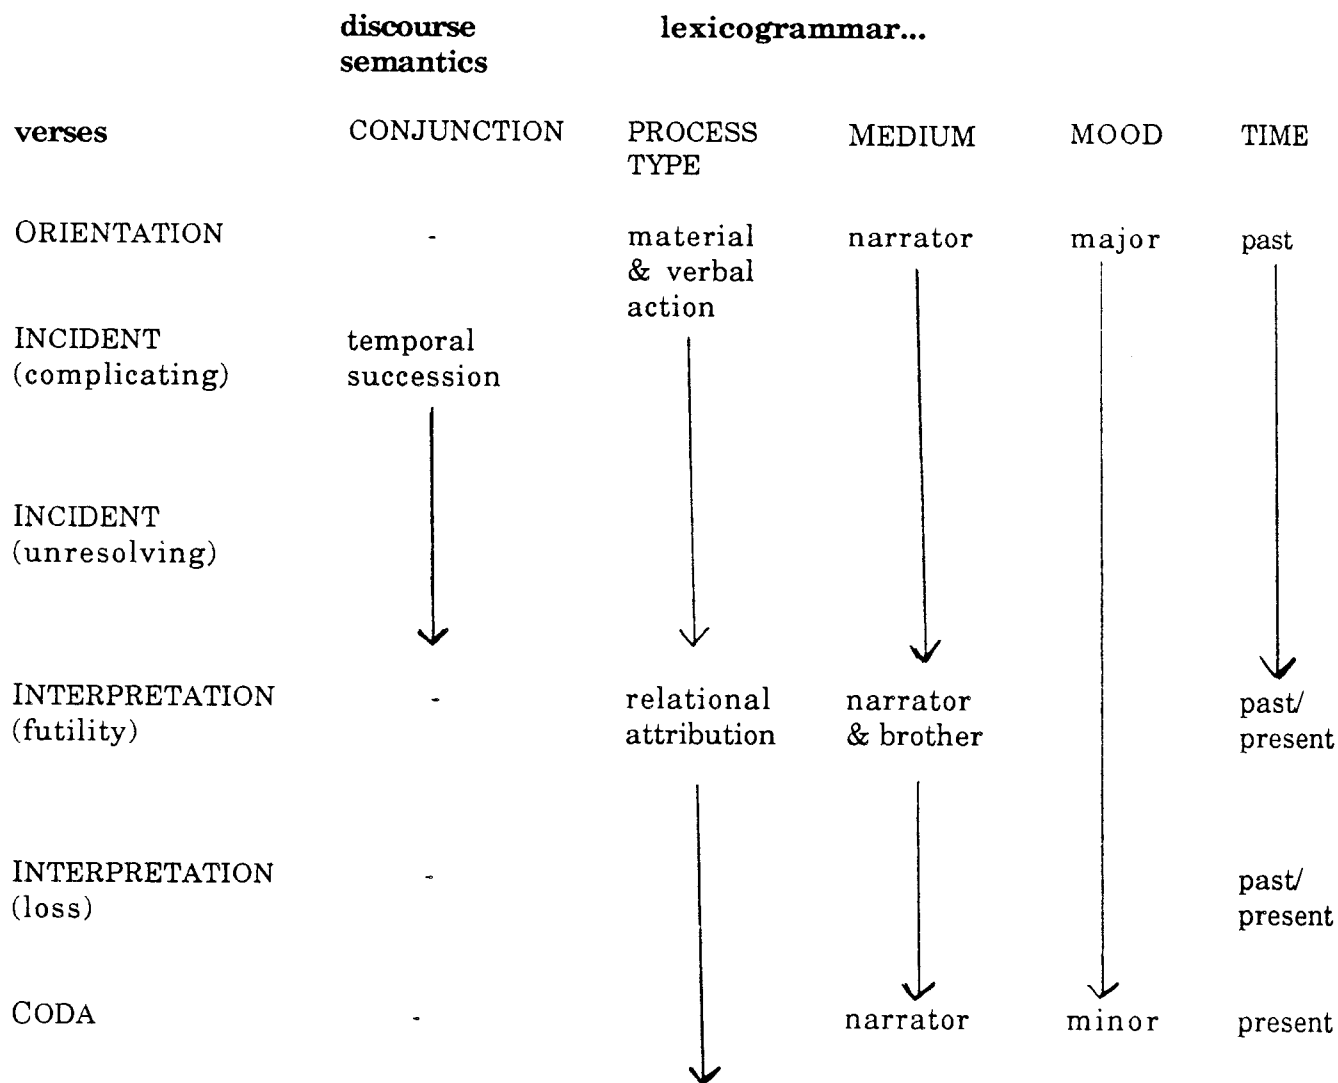 discourse semantics lexicogrammar...
verses CONJUNCTION PROCESS TYPE MEDIUM MOOD TIME
ORIENTATION - material & verbal action narrator major past
INCIDENT (complicating) temporal succession
INCIDENT (unresolving)
INTERPRETATION (futility) - relational attribution narrator & brother past/ present
INTERPRETATION (loss) - past/ present
CODA - narrator minor present